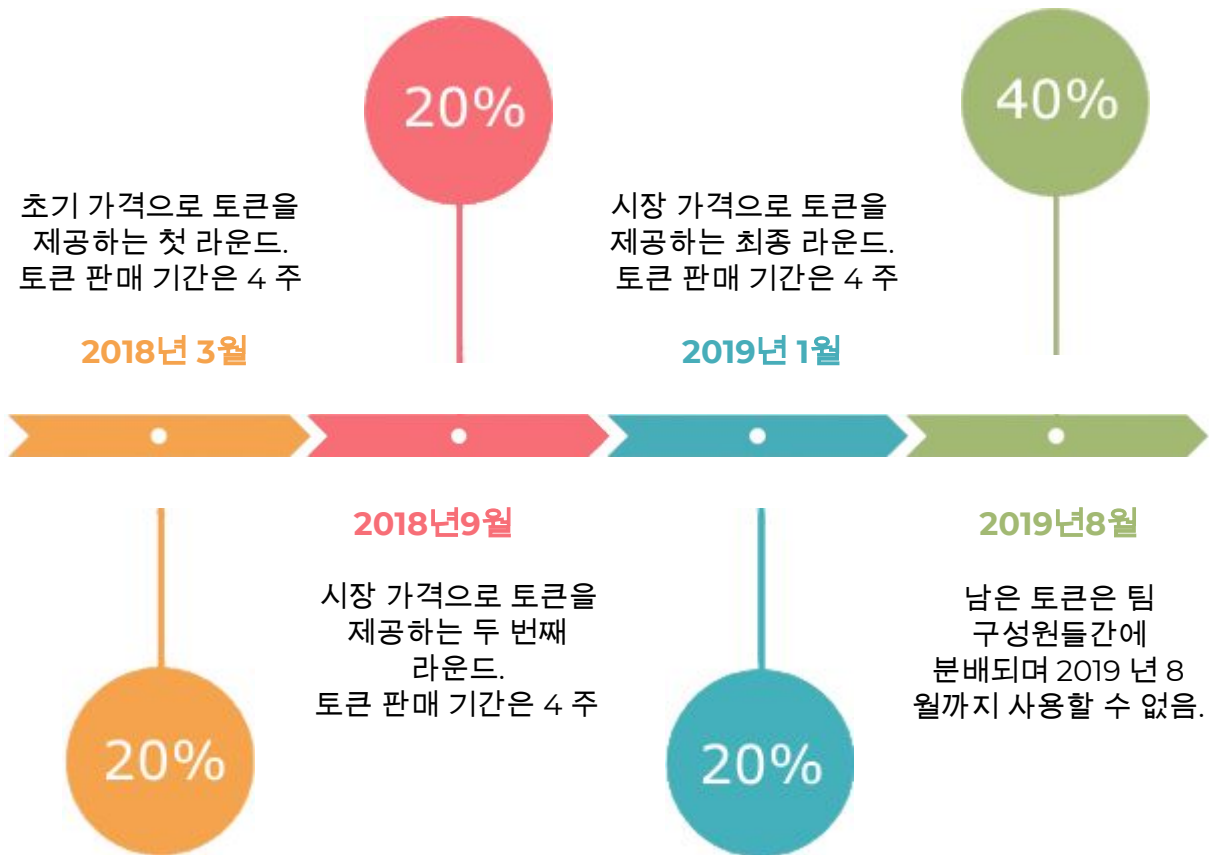 20%
40%
초기 가격으로 토큰을
제공하는 첫 라운드.
토큰 판매 기간은 4 주
시장 가격으로 토큰을
제공하는 최종 라운드.
토큰 판매 기간은 4 주
2018년 3월
2019년 1월
2018년9월
2019년8월
시장 가격으로 토큰을
제공하는 두 번째
라운드.
토큰 판매 기간은 4 주
남은 토큰은 팀
구성원들간에
분배되며 2019 년 8
월까지 사용할 수 없음.
20%
20%